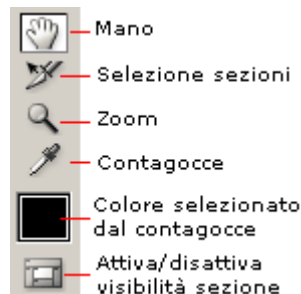 Mano
Selezione sezioni
Zoom
Contagocce
Colore selezionato
dal contagocce
Attiva/disattiva
visibilità sezione